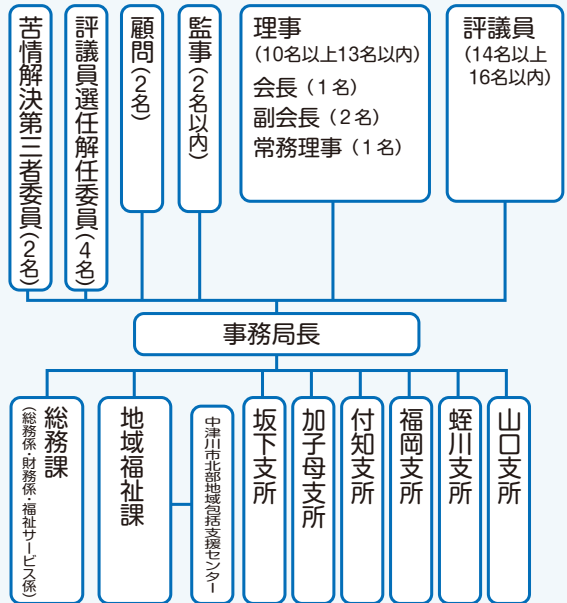 苦情解決第三者委員(2名)
評議員選任解任委員(4名)
顧問(2名)
監事(2名以内)
理事
(10名以上13名以内)
会長(1名)
副会長(2名)
常務理事(1名)
評議員
(14名以上
16名以内)
事務局長
総務課
(総務係・財務係・福祉サービス係)
地域福祉課
中津川市北部地域包括支援センター
坂下支所
加子母支所
付知支所
福岡支所
蛭川支所
山口支所